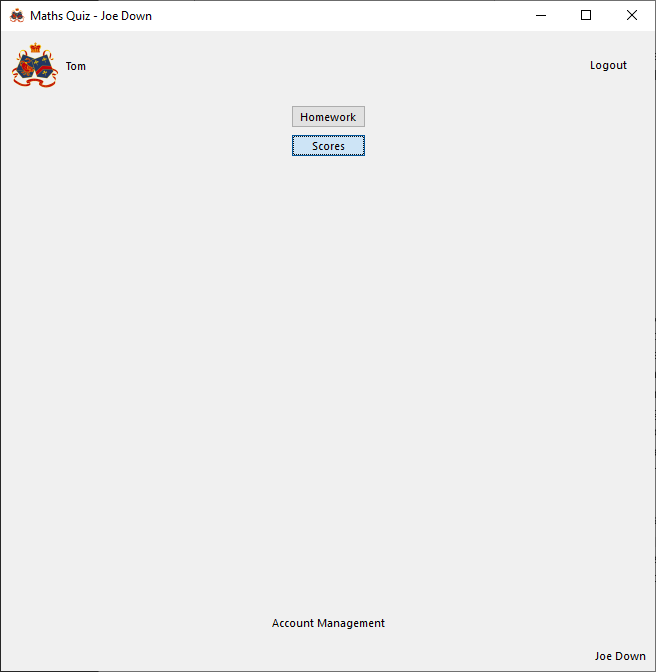 Maths Quiz - Joe Down
Tom
Logout
Homework
Scores
Account Management
Joe Down